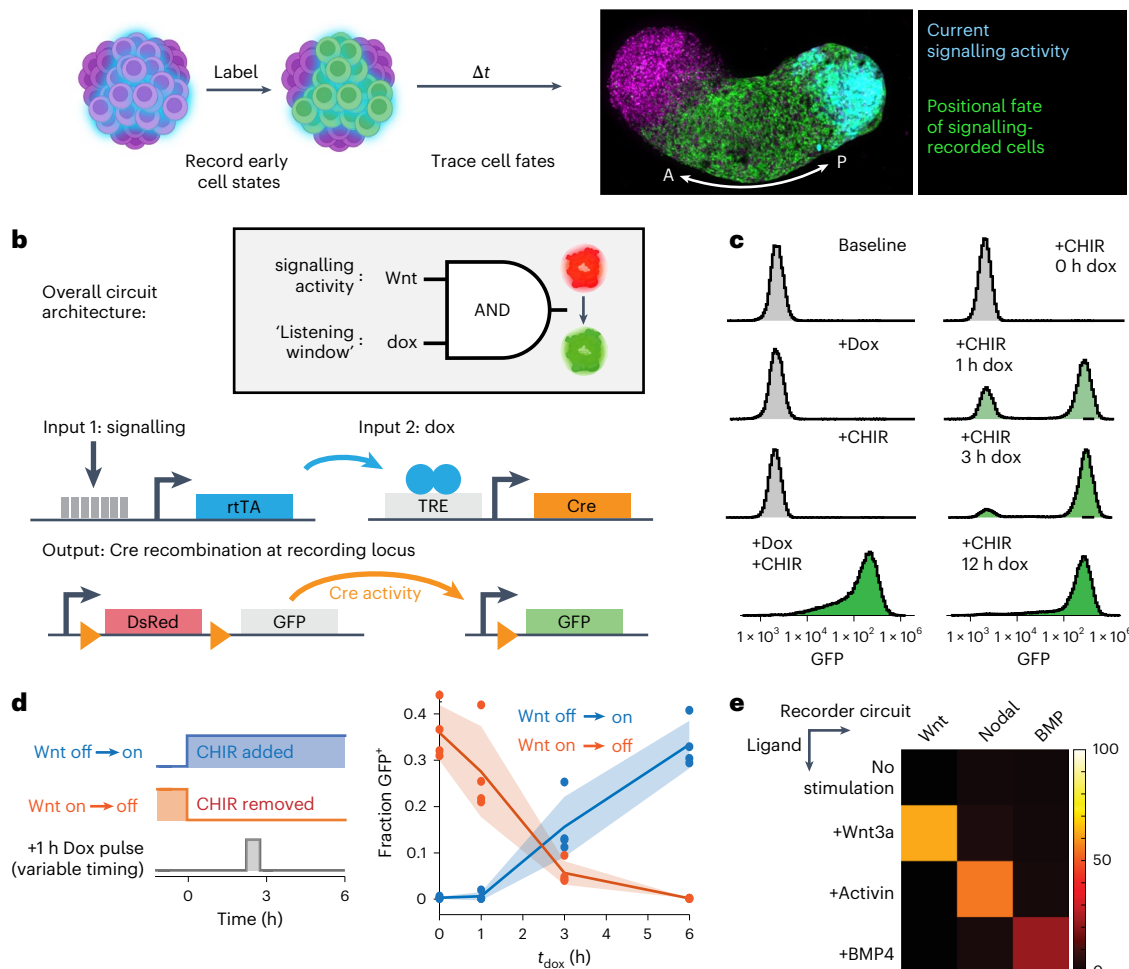 Label
Δt
Record early
cell states
Trace cell fates
A
P
Current
signalling activity
Positional fate
of signalling-
recorded cells
b
Overall circuit
architecture:
signalling
activity :
Wnt
'Listening
window' :
dox
AND
Input 1: signalling
Input 2: dox
rtTA
TRE
Cre
Output: Cre recombination at recording locus
DsRed
GFP
Cre activity
GFP
c
Baseline
+CHIR
0 h dox
+Dox
+CHIR
1 h dox
+CHIR
+CHIR
3 h dox
+Dox
+CHIR
+CHIR
12 h dox
1 × 10³ 1 × 10⁴ 1 × 10² 1 × 10⁶
GFP
1 × 10³ 1 × 10⁴ 1 × 10² 1 × 10⁶
GFP
d
Wnt off → on
CHIR added
Wnt on → off
CHIR removed
+1 h Dox pulse
(variable timing)
0
6
Time (h)
Fraction GFP⁺
0.4
0.3
0.2
0.1
0
Wnt off → on
Wnt on → off
0 1 2 3 4 5 6
t_dox (h)
e
Recorder circuit
Ligand
Wnt
Nodal
BMP
No
stimulation
+Wnt3a
+Activin
+BMP4
100
50
0